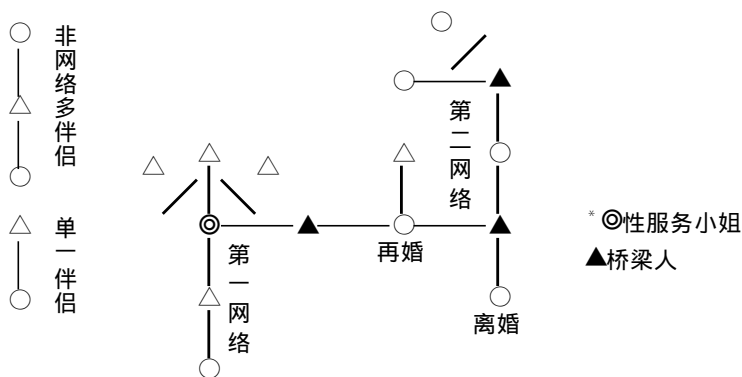 非网络多伴侣
单一伴侣
第一网络
第二网络
再婚
离婚
* ◎性服务小姐
▲桥梁人